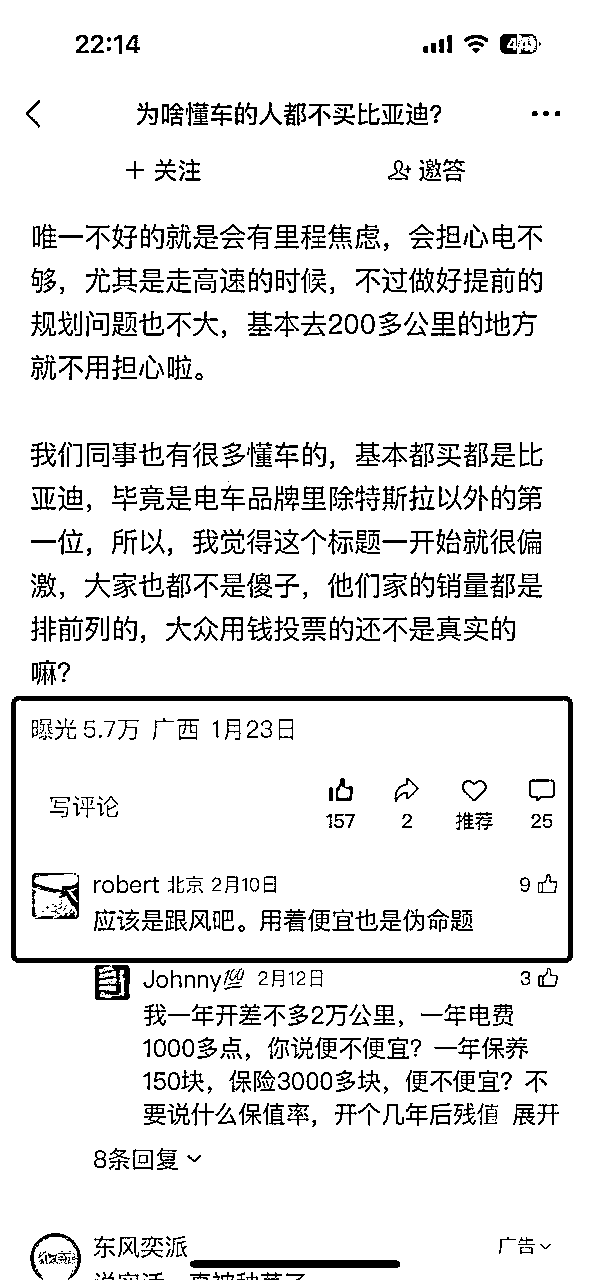 22:14
为啥懂车的人都不买比亚迪?
+ 关注
邀答
唯一不好的就是会有里程焦虑，会担心电不
够，尤其是走高速的时候，不过做好提前的
规划问题也不大，基本去200多公里的地方
就不用担心啦。
我们同事也有很多懂车的，基本都买都是比
亚迪，毕竟是电车品牌里除特斯拉以外的第
一位，所以，我觉得这个标题一开始就很偏
激，大家也都不是傻子，他们家的销量都是
排前列的，大众用钱投票的还不是真实的
嘛?
曝光 5.7万 广西 1月23日
写评论
157
2
推荐
25
robert 北京 2月10日
9
应该是跟风吧。用着便宜也是伪命题
Johnny💯 2月12日
3
我一年开差不多2万公里，一年电费
1000多点，你说便不便宜？一年保养
150块，保险3000多块，便不便宜？不
要说什么保值率，开个几年后残值 展开
8条回复
东风奕派
广告